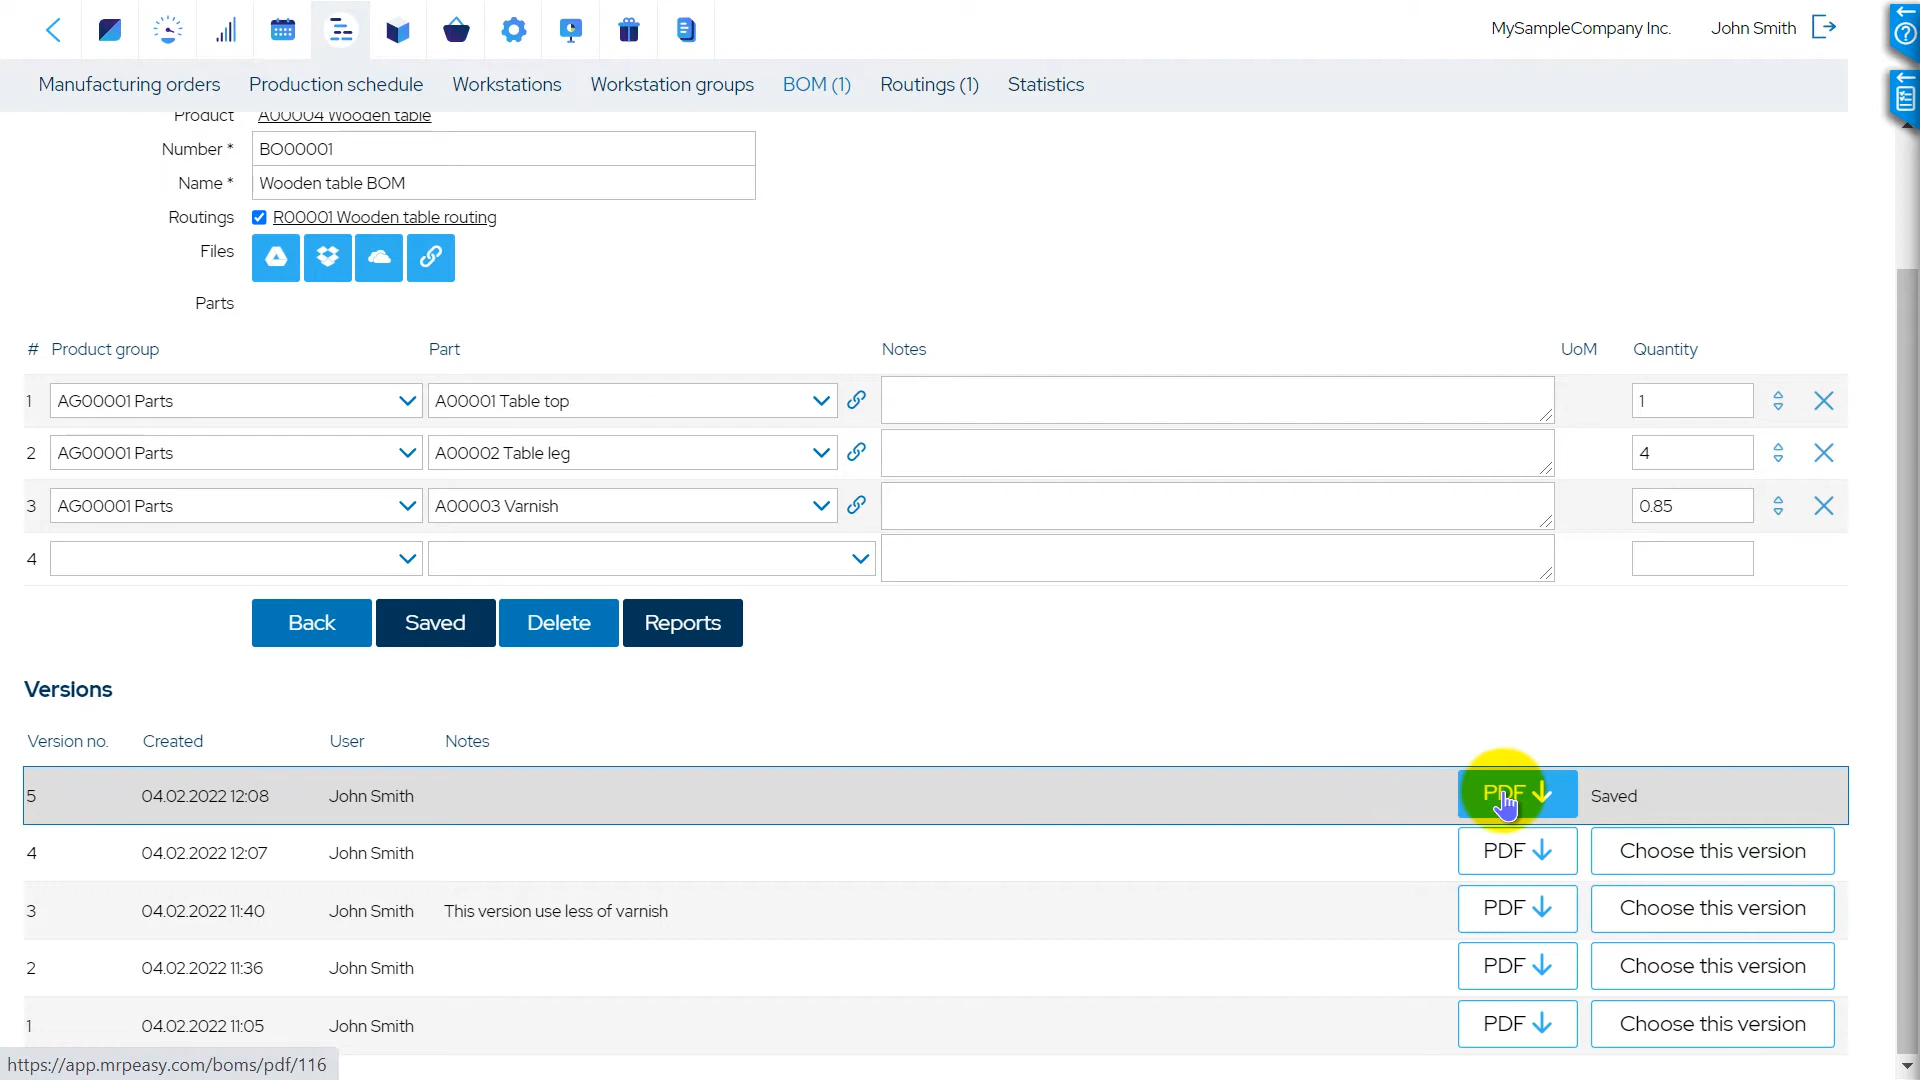 MySampleCompany Inc. John Smith
Manufacturing orders Production schedule Workstations Workstation groups BOM (1) Routings (1) Statistics
Product A00004 Wooden table
Number * BO00001
Name * Wooden table BOM
Routings R00001 Wooden table routing
Files
Parts
# Product group Part Notes UoM Quantity
1 AG00001 Parts A00001 Table top 1
2 AG00001 Parts A00002 Table leg 4
3 AG00001 Parts A00003 Varnish 0.85
4
Back Saved Delete Reports
Versions
Version no. Created User Notes
5 04.02.2022 12:08 John Smith PDF Saved
4 04.02.2022 12:07 John Smith PDF Choose this version
3 04.02.2022 11:40 John Smith This version use less of varnish PDF Choose this version
2 04.02.2022 11:36 John Smith PDF Choose this version
1 04.02.2022 11:05 John Smith PDF Choose this version
https://app.mrpeasy.com/boms/pdf/116